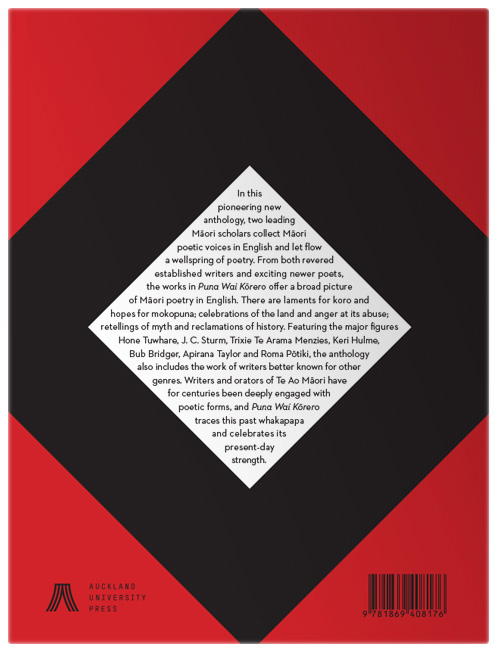 In this
pioneering new
anthology, two leading
Māori scholars collect Māori
poetic voices in English and let flow
a wellspring of poetry. From both revered
established writers and exciting newer poets,
the works in Puna Wai Kōrero offer a broad picture
of Māori poetry in English. There are laments for koro and
hopes for mokopuna; celebrations of the land and anger at its abuse;
retellings of myth and reclamations of history. Featuring the major figures
Hone Tuwhare, J. C. Sturm, Trixie Te Arama Menzies, Keri Hulme,
Bub Bridger, Apirana Taylor and Roma Pōtiki, the anthology
also includes the work of writers better known for other
genres. Writers and orators of Te Ao Māori have
for centuries been deeply engaged with
poetic forms, and Puna Wai Kōrero
traces this past whakapapa
and celebrates its
present-day
strength.
AUCKLAND
UNIVERSITY
PRESS
9 781869 408176